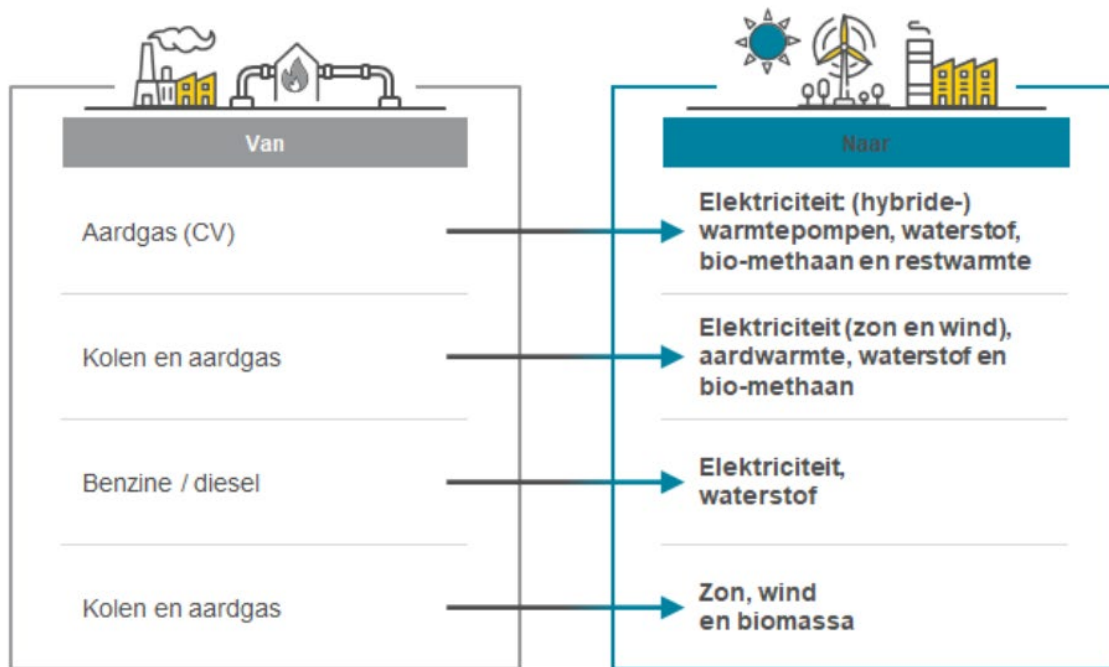 Van
Naar
Aardgas (CV)
Elektriciteit: (hybride-)
warmtepompen, waterstof,
bio-methaan en restwarmte
Kolen en aardgas
Elektriciteit (zon en wind),
aardwarmte, waterstof en
bio-methaan
Benzine / diesel
Elektriciteit,
waterstof
Kolen en aardgas
Zon, wind
en biomassa